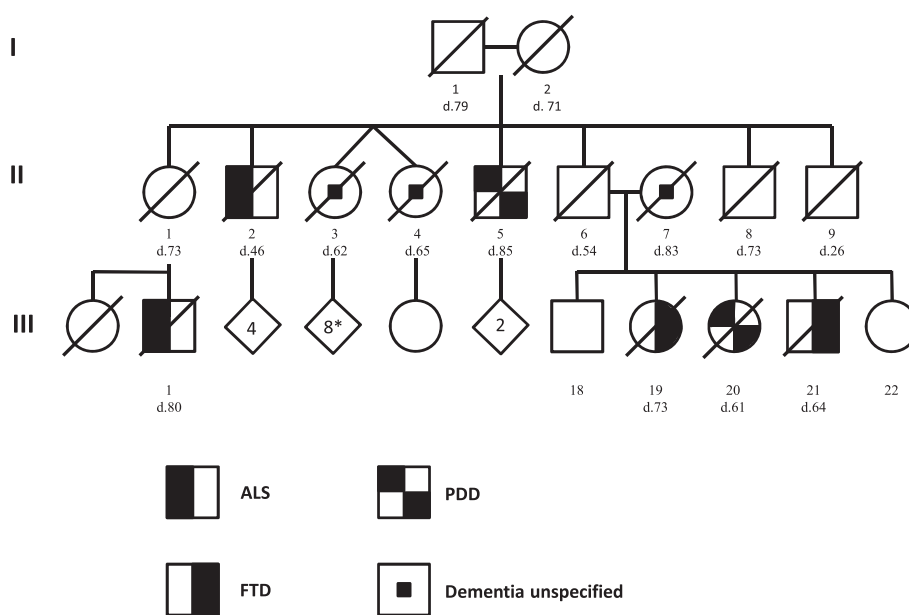 I
1 2
d.79 d. 71
II
1 2 3 4 5 6 7 8 9
d.73 d.46 d.62 d.65 d.85 d.54 d.83 d.73 d.26
III
4 8* 2
1 18 19 20 21 22
d.80 d.73 d.61 d.64
ALS PDD
FTD Dementia unspecified